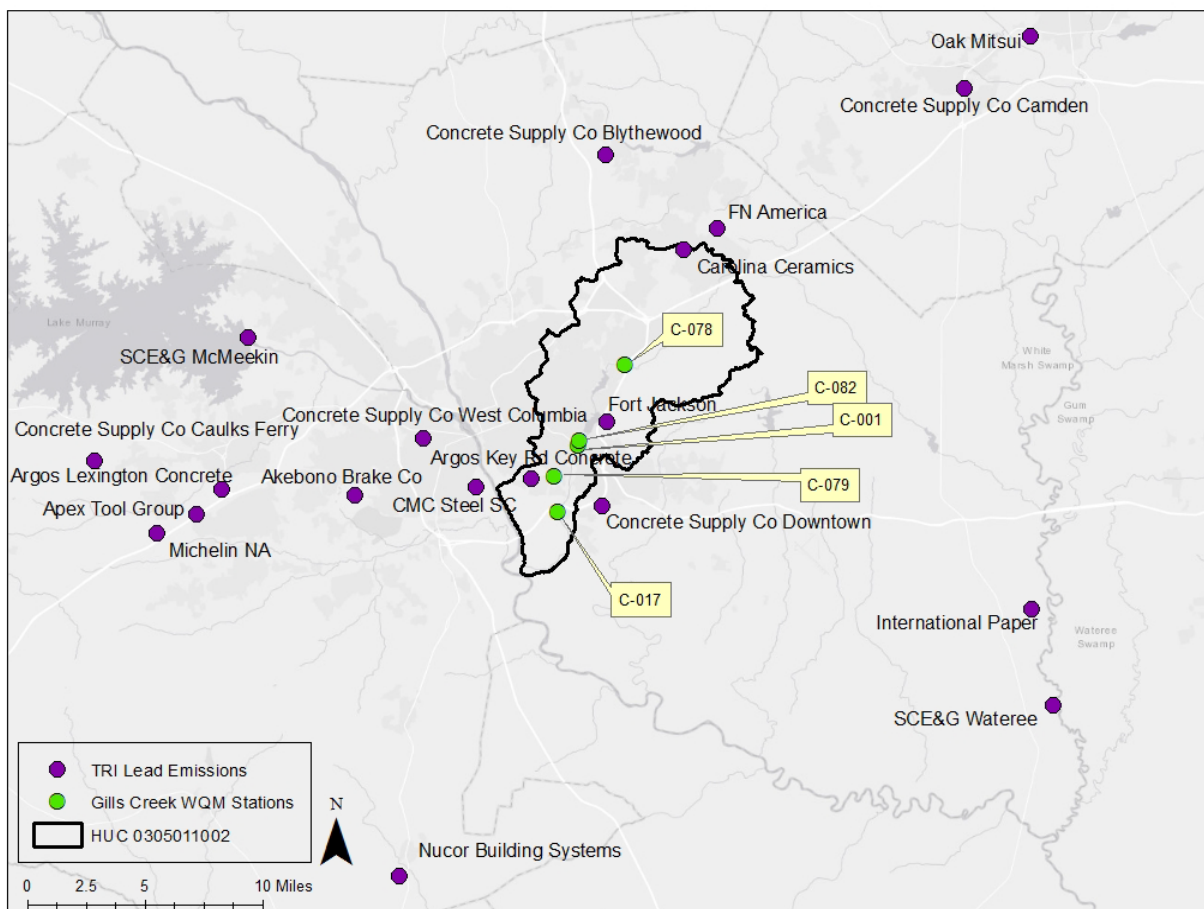 Oak Mitsui
Concrete Supply Co Camden
Concrete Supply Co Blythewood
FN America
Carolina Ceramics
C-078
Lake Murray
SCE&G McMeekin
White
Marsh Swamp
C-082
Gum
Swamp
Fort Jackson
Concrete Supply Co West Columbia
C-001
Concrete Supply Co Caulks Ferry
Argos Key Rd Concrete
Argos Lexington Concrete
Akebono Brake Co
C-079
Apex Tool Group
CMC Steel SC
Concrete Supply Co Downtown
Michelin NA
C-017
International Paper
Wateree
Swamp
SCE&G Wateree
TRI Lead Emissions
Gills Creek WQM Stations
HUC 0305011002
N
Nucor Building Systems
0 2.5 5 10 Miles